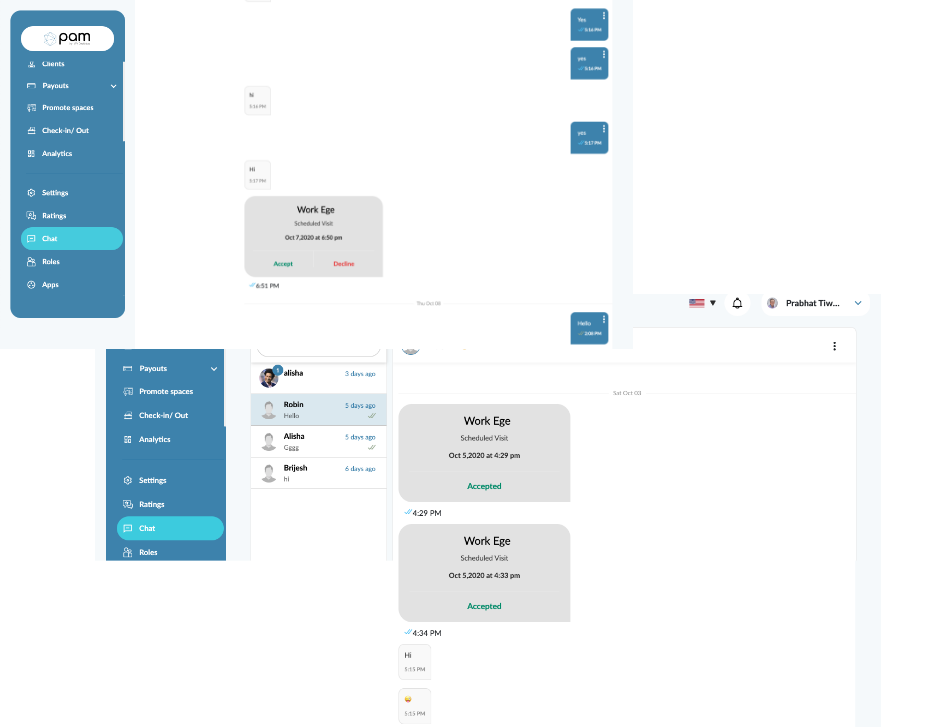 pam
Clients
Payouts
Promote spaces
Check-in/ Out
Analytics
Settings
Ratings
Chat
Roles
Apps
Yes
5:16 PM
yes
5:16 PM
hi
5:16 PM
yes
5:17 PM
Hi
5:17 PM
Work Ege
Scheduled Visit
Oct 7,2020 at 6:50 pm
Accept Decline
6:51 PM
Thu Oct 08
Hello
Prabhat Tiw...
Payouts
Promote spaces
Check-in/ Out
Analytics
Settings
Ratings
Chat
Roles
1
alisha 3 days ago
Robin 5 days ago
Hello
Alisha 5 days ago
Gggg
Brijesh 6 days ago
hi
Sat Oct 03
Work Ege
Scheduled Visit
Oct 5,2020 at 4:29 pm
Accepted
4:29 PM
Work Ege
Scheduled Visit
Oct 5,2020 at 4:33 pm
Accepted
4:34 PM
Hi
5:15 PM
5:15 PM